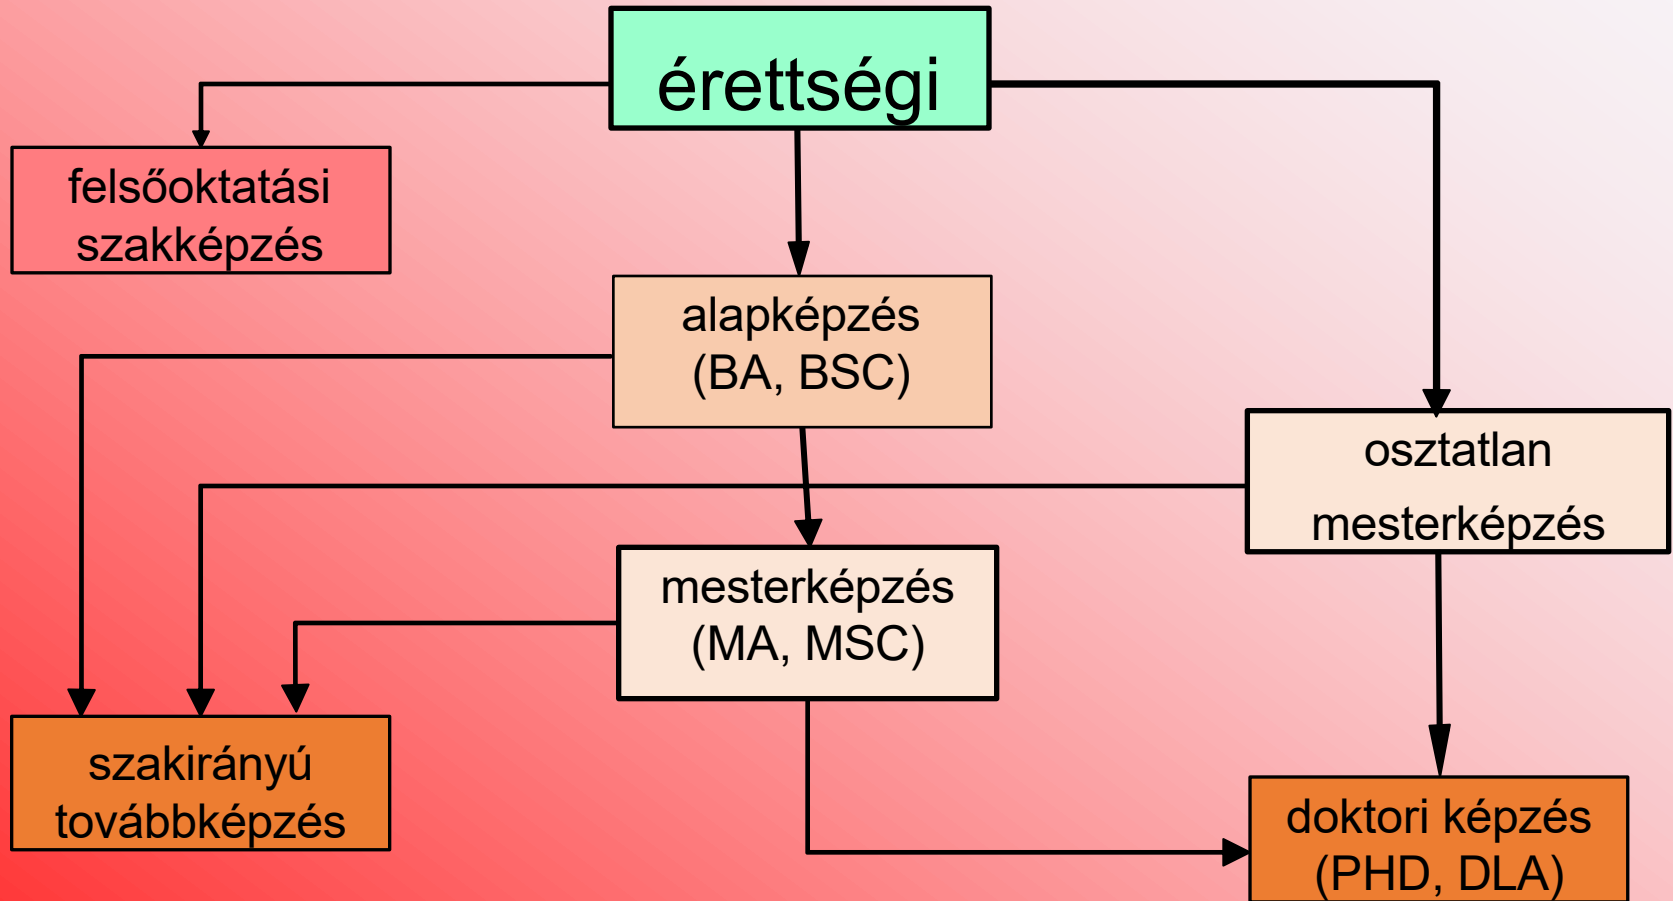 érettségi
felsőoktatási
szakképzés
alapképzés
(BA, BSC)
osztatlan
mesterképzés
mesterképzés
(MA, MSC)
szakirányú
továbbképzés
doktori képzés
(PHD, DLA)